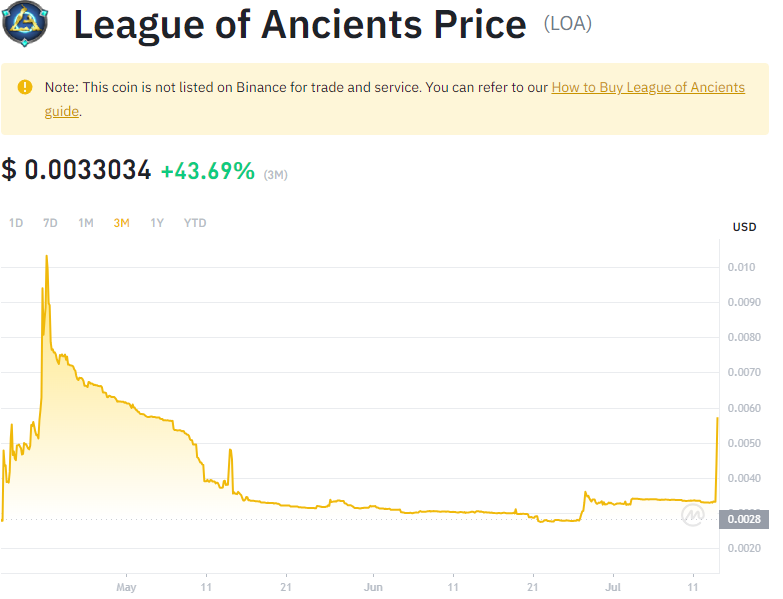 League of Ancients Price (LOA)
Note: This coin is not listed on Binance for trade and service. You can refer to our How to Buy League of Ancients
guide.
$ 0.0033034 +43.69% (3M)
1D 7D 1M 3M 1Y YTD
USD
0.010
0.0090
0.0080
0.0070
0.0060
0.0050
0.0040
0.0028
0.0020
May 11 21 Jun 11 21 Jul 11